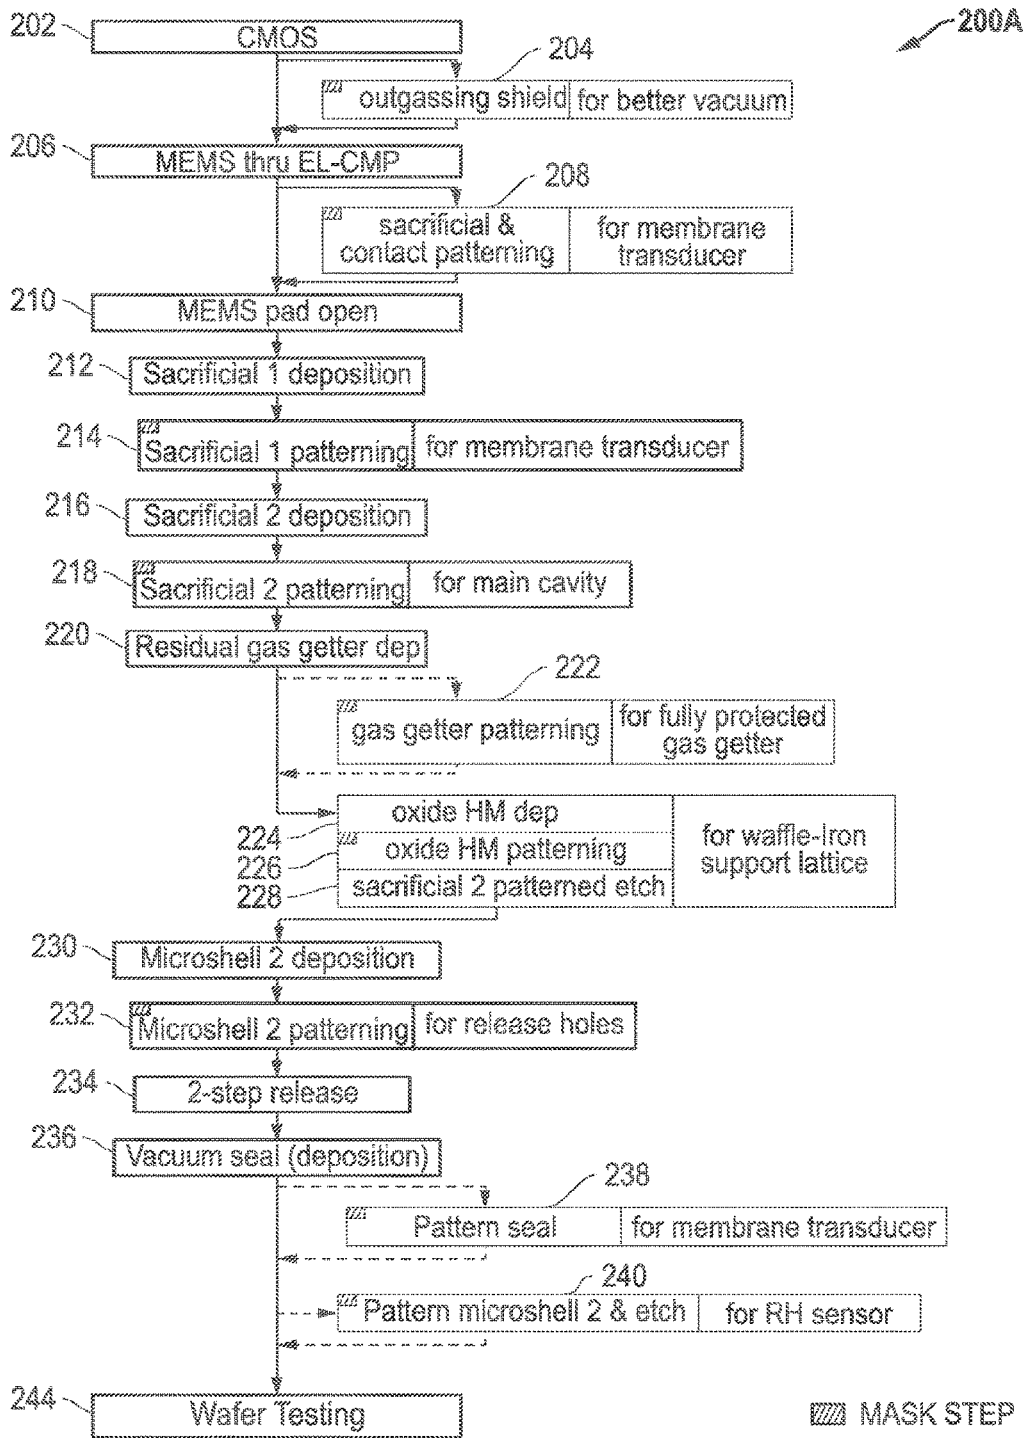 200A
202
CMOS
204
outgassing shield
for better vacuum
206
MEMS thru EL-CMP
208
sacrificial &
contact patterning
for membrane
transducer
210
MEMS pad open
212
Sacrificial 1 deposition
214
Sacrificial 1 patterning
for membrane transducer
216
Sacrificial 2 deposition
218
Sacrificial 2 patterning
for main cavity
220
Residual gas getter dep
222
gas getter patterning
for fully protected
gas getter
224
oxide HM dep
226
oxide HM patterning
228
sacrificial 2 patterned etch
for waffle-iron
support lattice
230
Microshell 2 deposition
232
Microshell 2 patterning
for release holes
234
2-step release
236
Vacuum seal (deposition)
238
Pattern seal
for membrane transducer
240
Pattern microshell 2 & etch
for RH sensor
244
Wafer Testing
MASK STEP